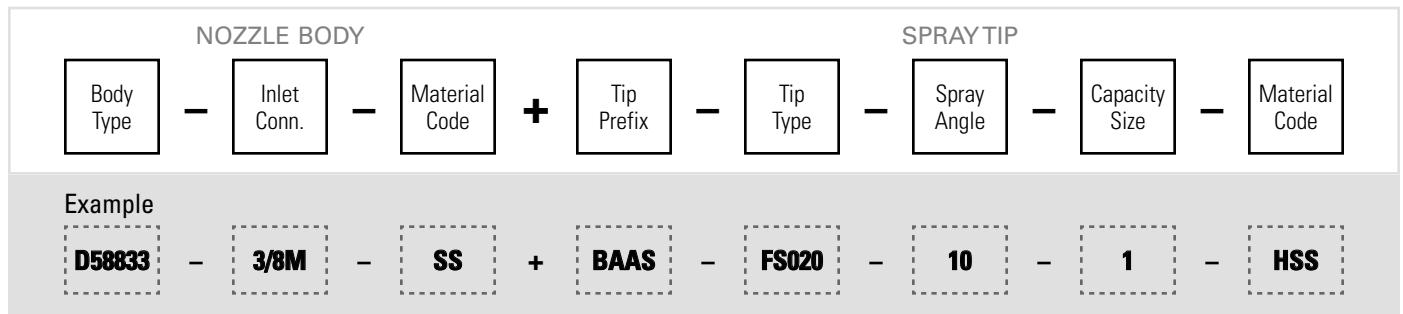 NOZZLE BODY SPRAY TIP
Body Type – Inlet Conn. – Material Code + Tip Prefix – Tip Type – Spray Angle – Capacity Size – Material Code
Example
D58833 – 3/8M – SS + BAAS – FS020 – 10 – 1 – HSS